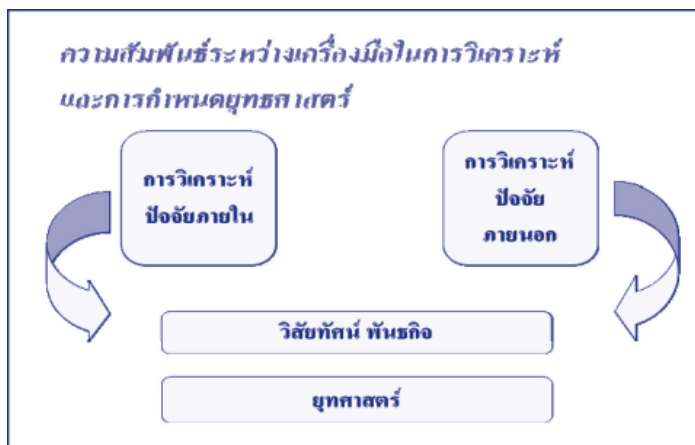 ความสัมพันธ์ระหว่างเครื่องมือในการวิเคราะห์
และการกำหนดยุทธศาสตร์
การวิเคราะห์
ปัจจัยภายใน
การวิเคราะห์
ปัจจัย
ภายนอก
วิสัยทัศน์ พันธกิจ
ยุทศาสตร์